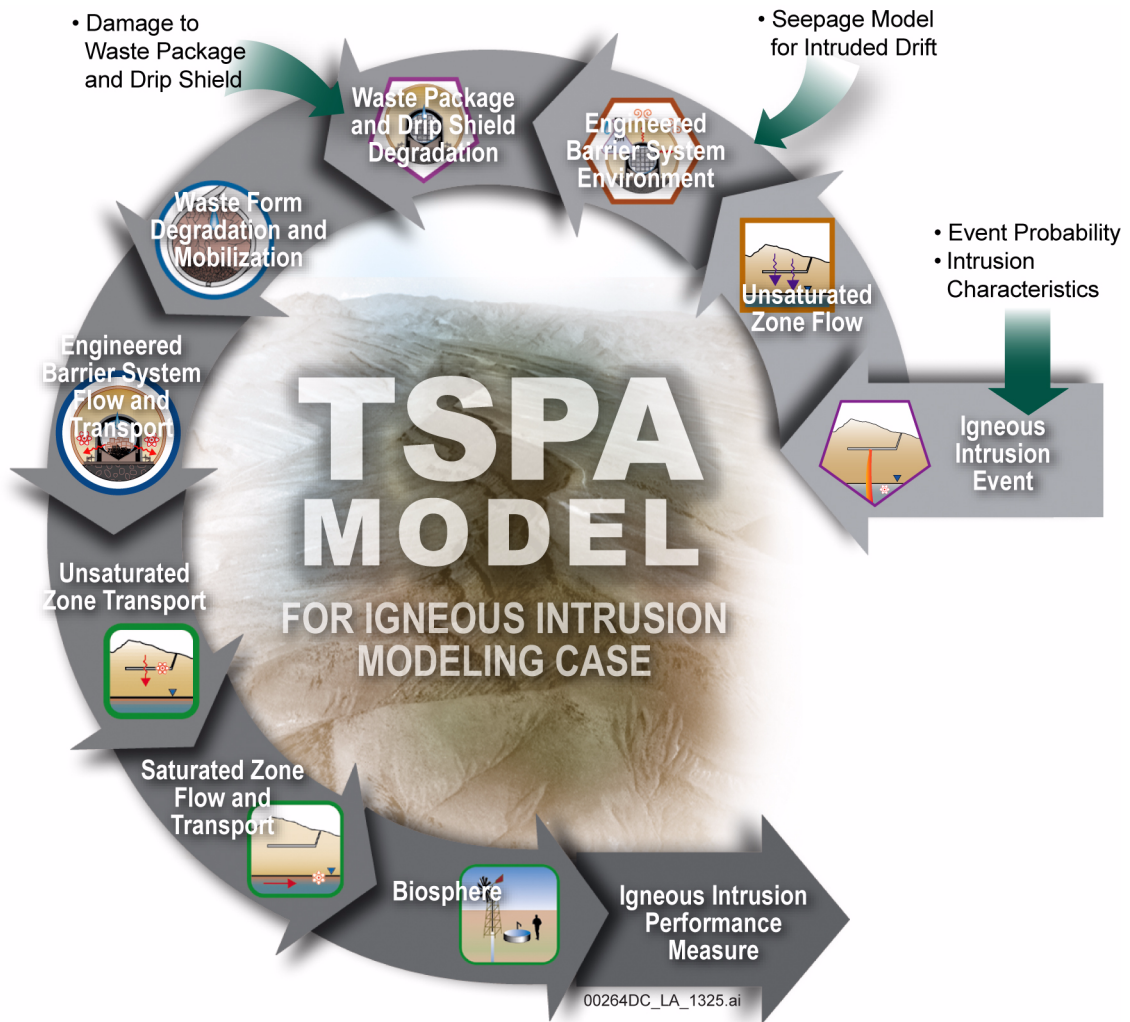 • Damage to
Waste Package
and Drip Shield
• Seepage Model
for Intruded Drift
Waste Package
and Drip Shield
Degradation
Engineered
Barrier System
Environment
• Event Probability
• Intrusion
Characteristics
Waste Form
Degradation and
Mobilization
Unsaturated
Zone Flow
Engineered
Barrier System
Flow and
Transport
Igneous
Intrusion
Event
TSPA
MODEL
FOR IGNEOUS INTRUSION
MODELING CASE
Unsaturated
Zone Transport
Saturated Zone
Flow and
Transport
Biosphere
Igneous Intrusion
Performance
Measure
00264DC_LA_1325.ai